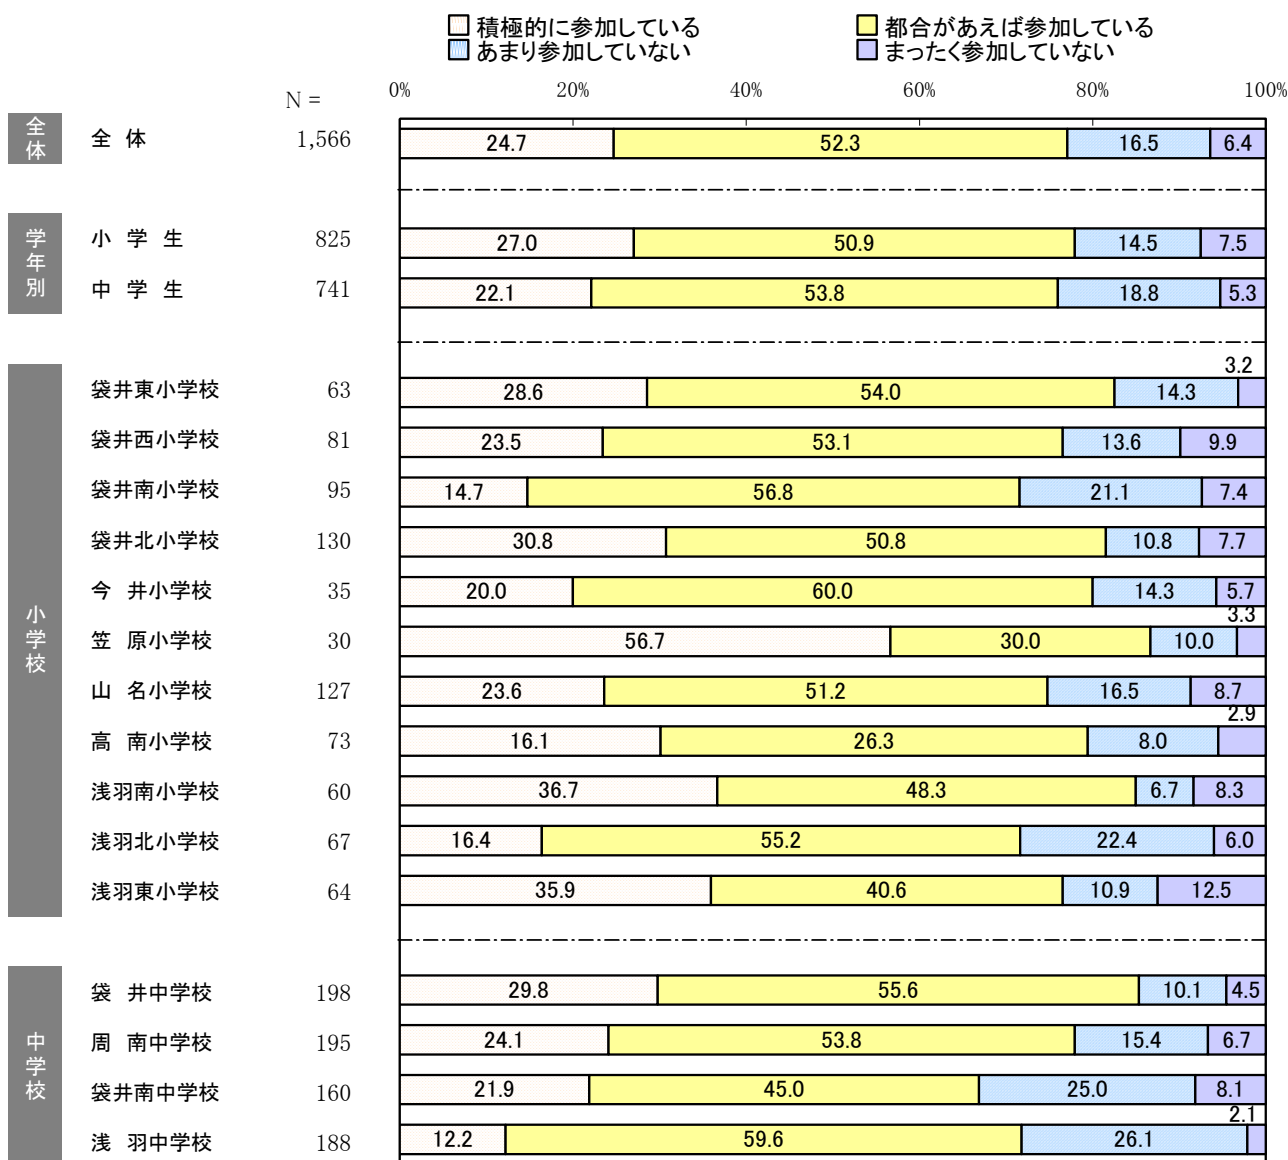 積極的に参加している 都合があえば参加している
あまり参加していない まったく参加していない
N = 0% 20% 40% 60% 80% 100%
全体 全 体 1,566 24.7 52.3 16.5 6.4
学年別
小 学 生 825 27.0 50.9 14.5 7.5
中 学 生 741 22.1 53.8 18.8 5.3
小学校
袋井東小学校 63 28.6 54.0 14.3 3.2
袋井西小学校 81 23.5 53.1 13.6 9.9
袋井南小学校 95 14.7 56.8 21.1 7.4
袋井北小学校 130 30.8 50.8 10.8 7.7
今 井小学校 35 20.0 60.0 14.3 5.7
笠 原小学校 30 56.7 30.0 10.0 3.3
山 名小学校 127 23.6 51.2 16.5 8.7
高 南小学校 73 16.1 26.3 8.0 2.9
浅羽南小学校 60 36.7 48.3 6.7 8.3
浅羽北小学校 67 16.4 55.2 22.4 6.0
浅羽東小学校 64 35.9 40.6 10.9 12.5
中学校
袋 井中学校 198 29.8 55.6 10.1 4.5
周 南中学校 195 24.1 53.8 15.4 6.7
袋井南中学校 160 21.9 45.0 25.0 8.1
浅 羽中学校 188 12.2 59.6 26.1 2.1